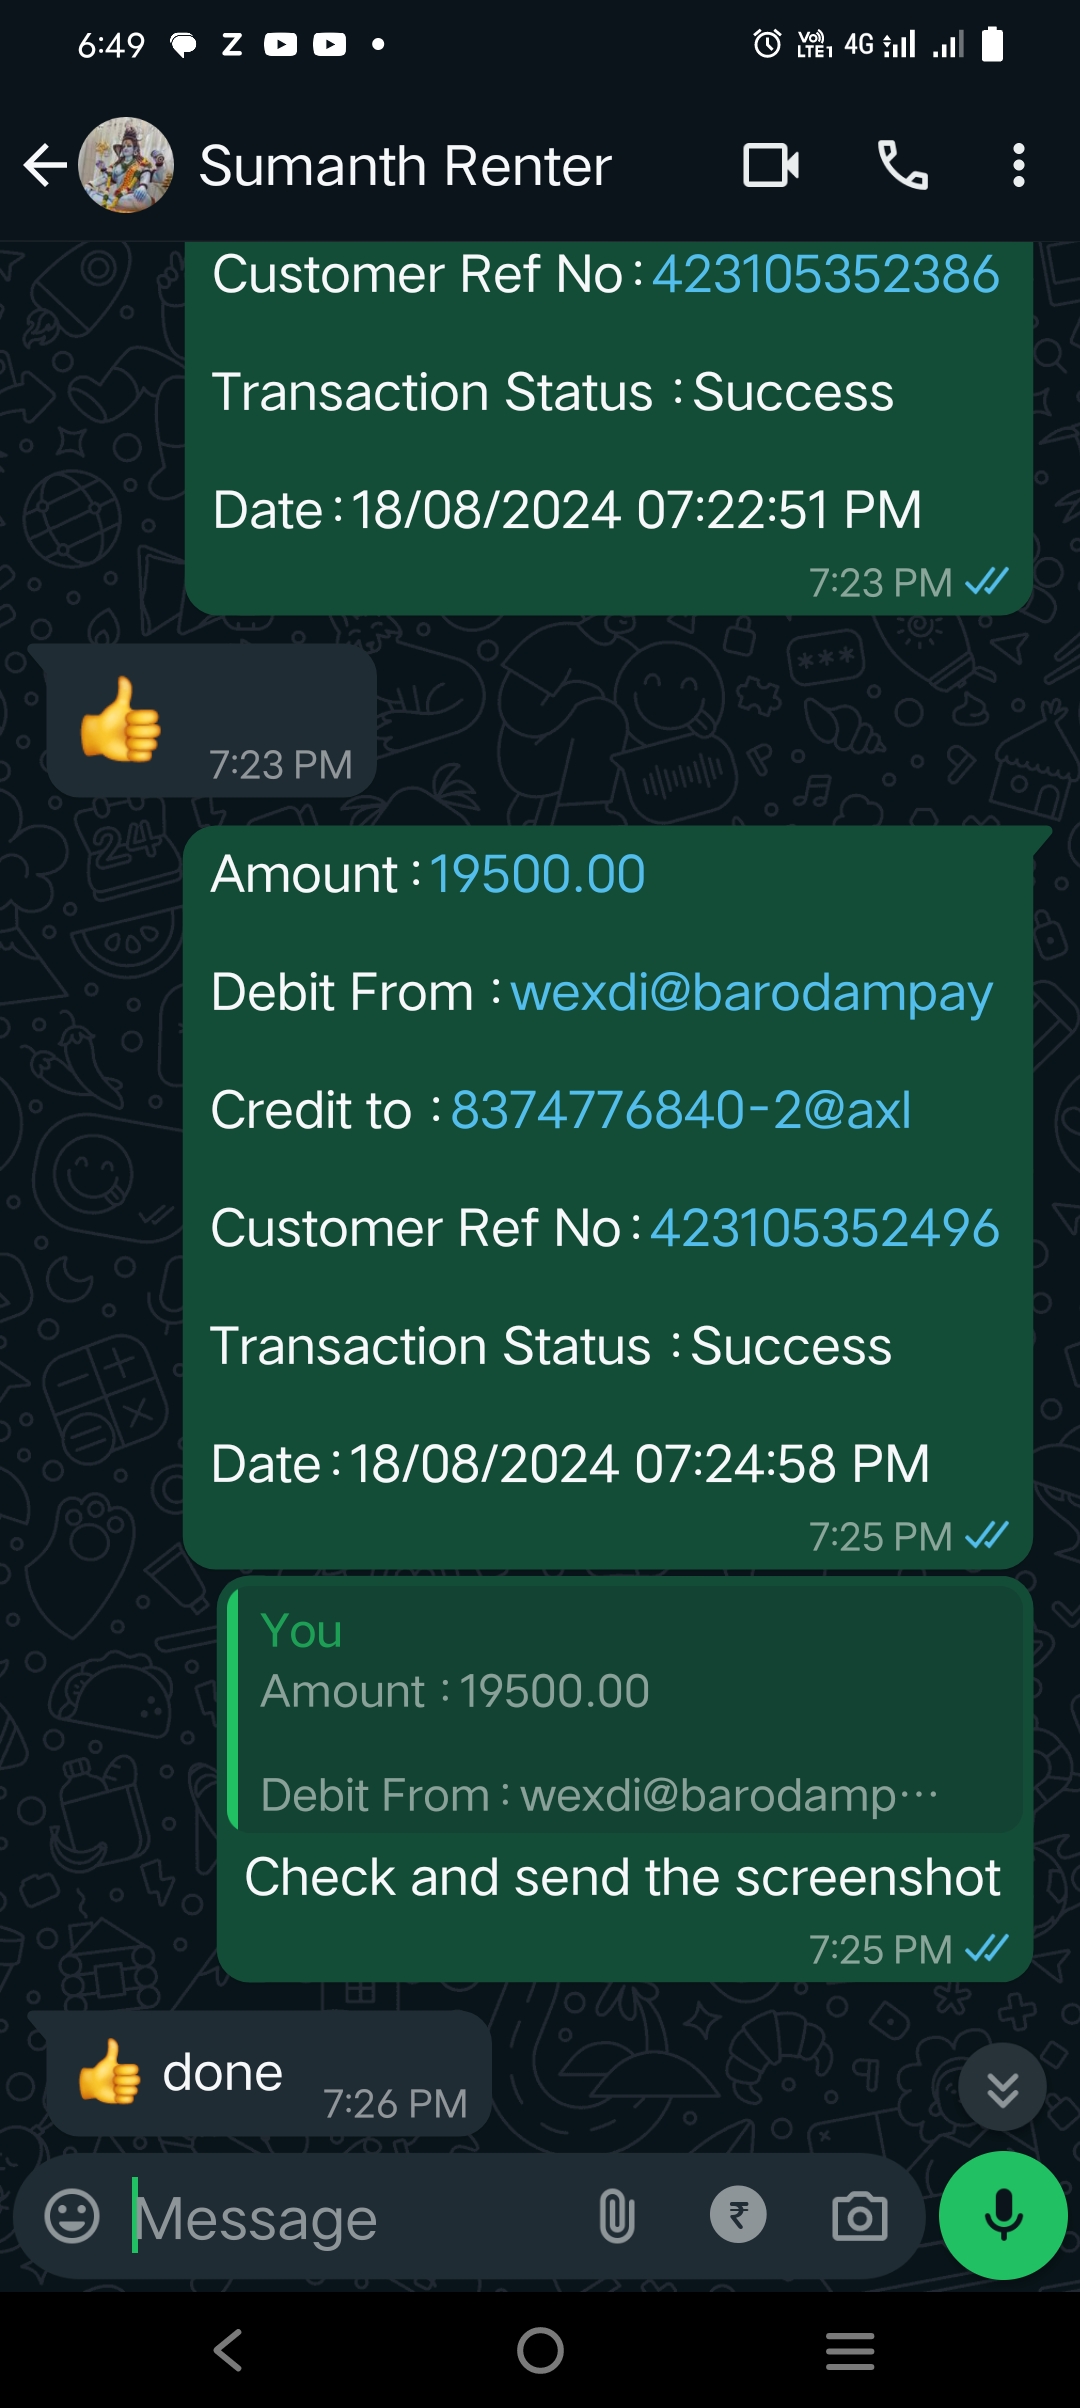 6:49 Z VoLTE1 4G
Sumanth Renter
Customer Ref No : 423105352386
Transaction Status : Success
Date : 18/08/2024 07:22:51 PM
7:23 PM
👍 7:23 PM
Amount : 19500.00
Debit From : wexdi@barodampay
Credit to : 8374776840-2@axl
Customer Ref No : 423105352496
Transaction Status : Success
Date : 18/08/2024 07:24:58 PM
7:25 PM
You
Amount : 19500.00
Debit From : wexdi@barodamp...
Check and send the screenshot
7:25 PM
👍 done 7:26 PM
Message ₹